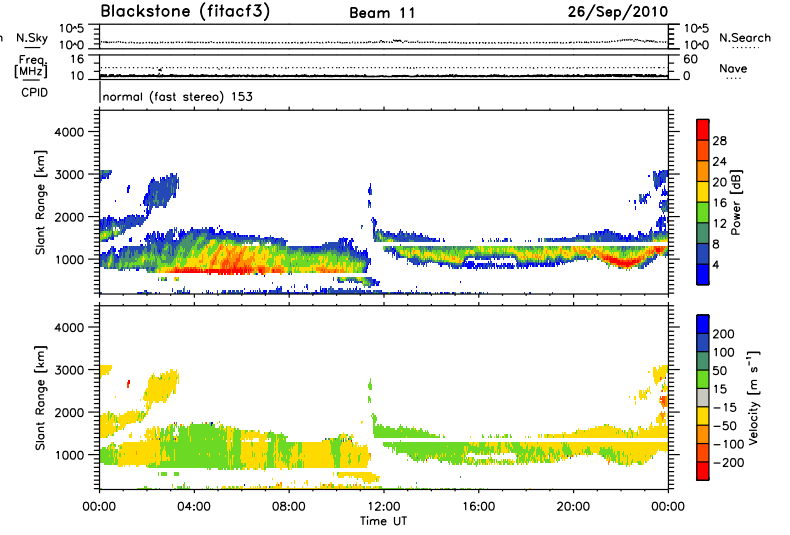 Blackstone (fitacf3) Beam 11 26/Sep/2010
N.Sky 10^5 10^0 10^5 10^0 N.Search
Freq. [MHz] 16 10 60 0 Nave
CPID normal (fast stereo) 153
Slant Range [km] 4000 3000 2000 1000
28 24 20 16 12 8 4 Power [dB]
Slant Range [km] 4000 3000 2000 1000
200 100 50 15 −15 −50 −100 −200 Velocity [m s⁻¹]
00:00 04:00 08:00 12:00 16:00 20:00 00:00
Time UT